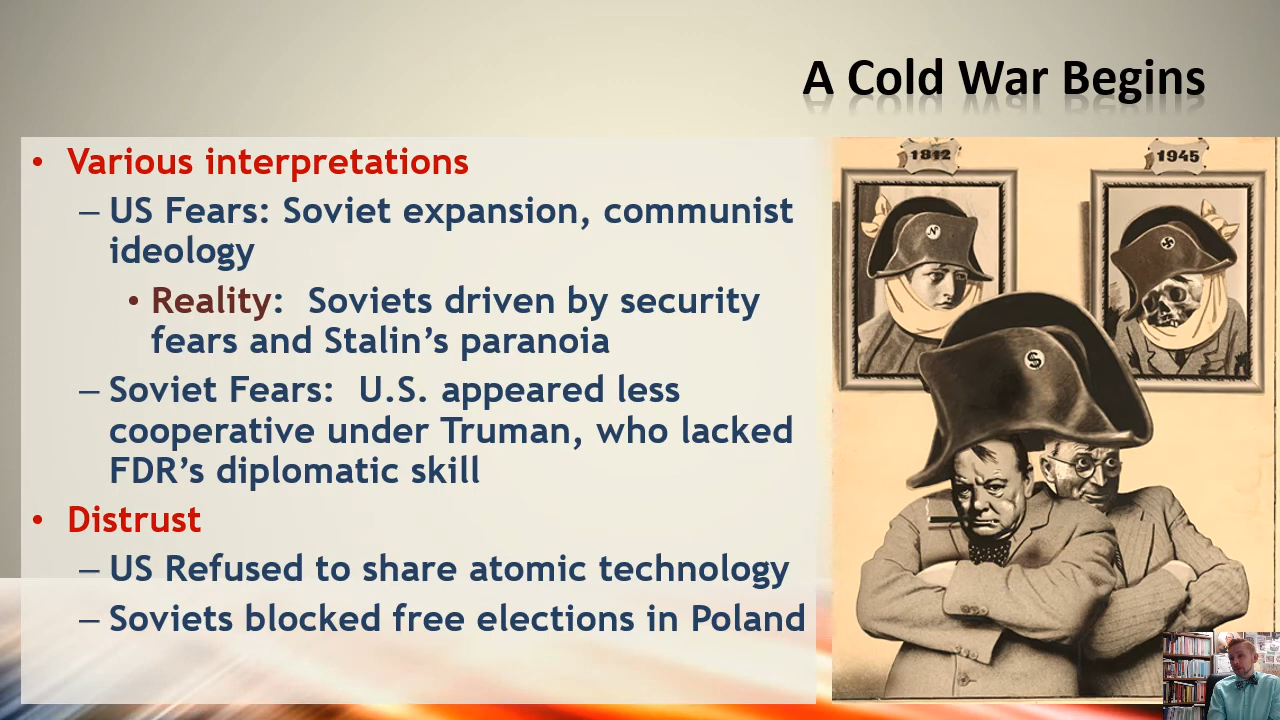 A Cold War Begins
• Various interpretations
– US Fears: Soviet expansion, communist
ideology
• Reality:  Soviets driven by security
fears and Stalin’s paranoia
– Soviet Fears:  U.S. appeared less
cooperative under Truman, who lacked
FDR’s diplomatic skill
• Distrust
– US Refused to share atomic technology
– Soviets blocked free elections in Poland
1812
1945
N
$